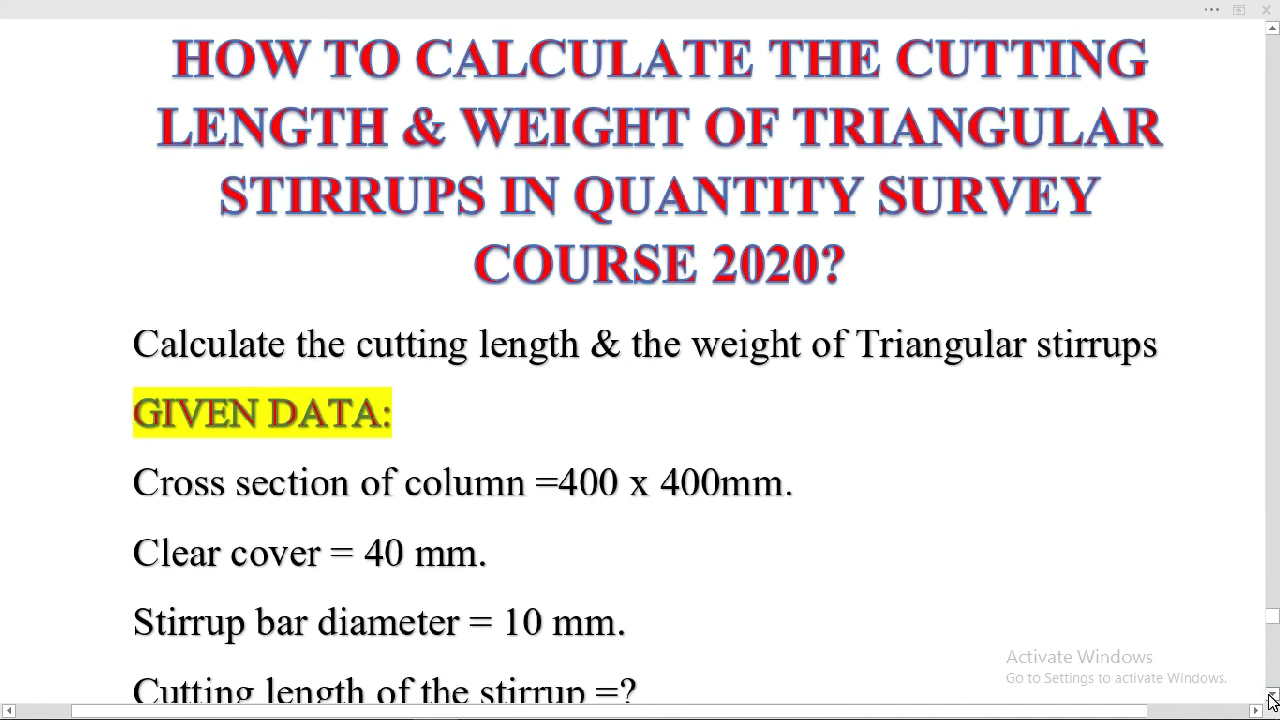 HOW TO CALCULATE THE CUTTING
LENGTH & WEIGHT OF TRIANGULAR
STIRRUPS IN QUANTITY SURVEY
COURSE 2020?
Calculate the cutting length & the weight of Triangular stirrups
GIVEN DATA:
Cross section of column =400 x 400mm.
Clear cover = 40 mm.
Stirrup bar diameter = 10 mm.
Cutting length of the stirrup =?
Activate Windows
Go to Settings to activate Windows.